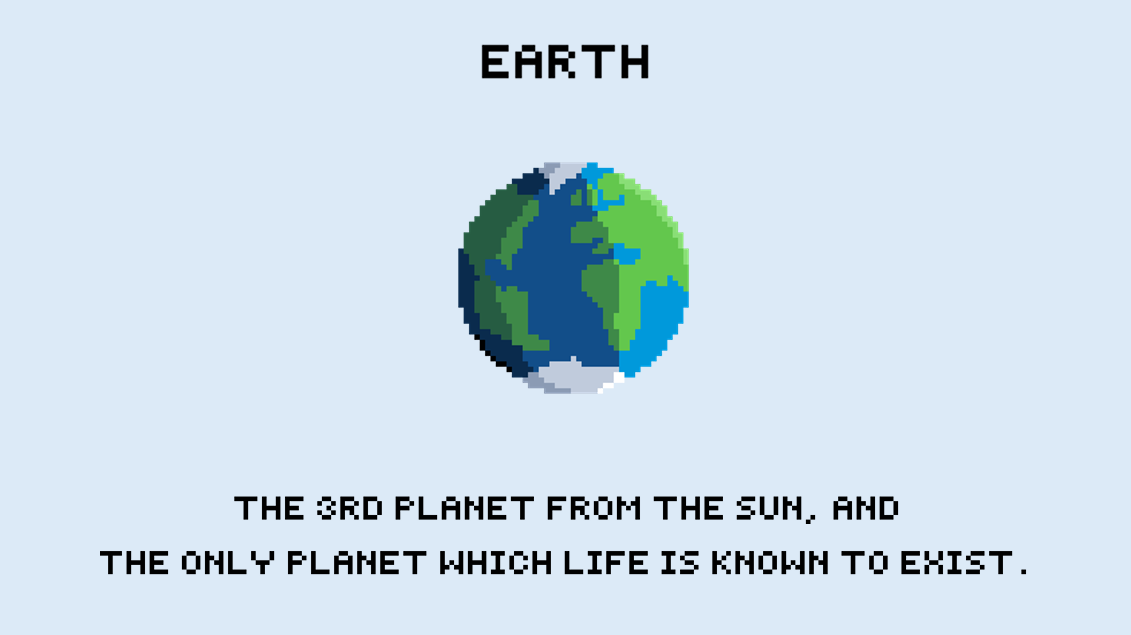 EARTH
THE 3RD PLANET FROM THE SUN, AND
THE ONLY PLANET WHICH LIFE IS KNOWN TO EXIST.